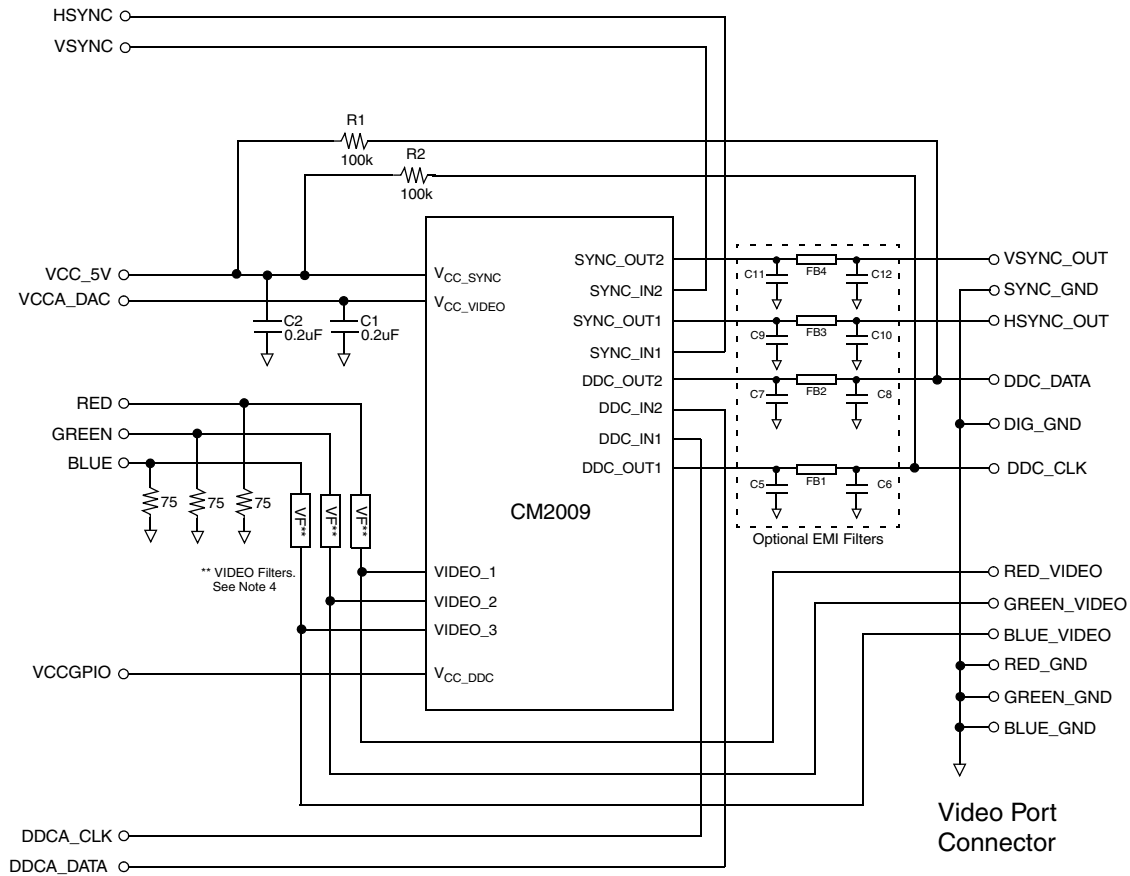 HSYNC
VSYNC
R1
100k
R2
100k
VCC_5V
VCCA_DAC
VCC_SYNC
VCC_VIDEO
C2
0.2uF
C1
0.2uF
SYNC_OUT2
SYNC_IN2
SYNC_OUT1
SYNC_IN1
DDC_OUT2
DDC_IN2
DDC_IN1
DDC_OUT1
C11
FB4
C12
C9
FB3
C10
C7
FB2
C8
C5
FB1
C6
Optional EMI Filters
VSYNC_OUT
SYNC_GND
HSYNC_OUT
DDC_DATA
DIG_GND
DDC_CLK
RED
GREEN
BLUE
75
75
75
VF**
VF**
VF**
** VIDEO Filters.
See Note 4
CM2009
VIDEO_1
VIDEO_2
VIDEO_3
VCCGPIO
VCC_DDC
RED_VIDEO
GREEN_VIDEO
BLUE_VIDEO
RED_GND
GREEN_GND
BLUE_GND
Video Port
Connector
DDCA_CLK
DDCA_DATA